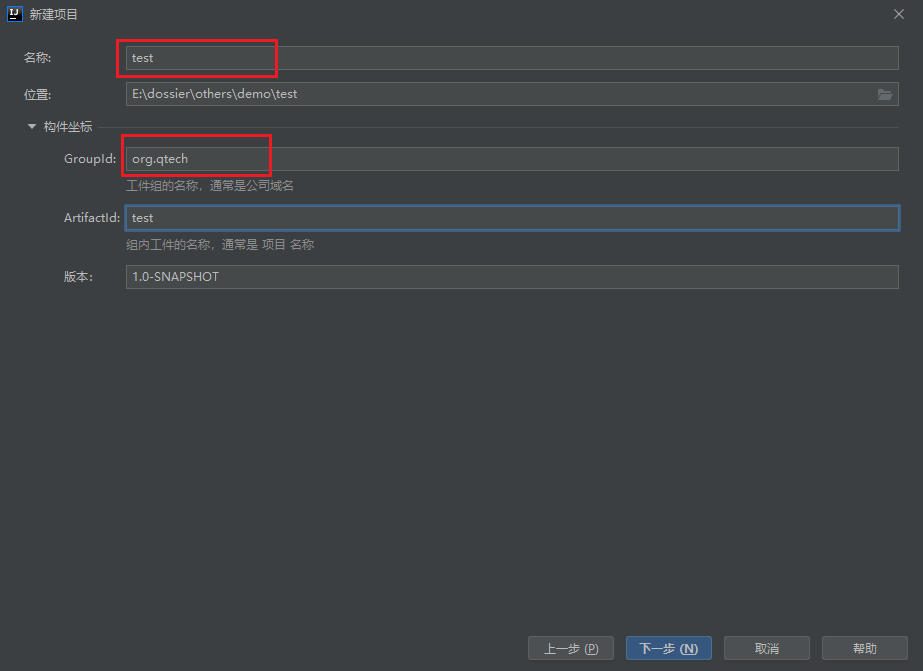 IJ 新建项目
名称: test
位置: E:\dossier\others\demo\test
构件坐标
GroupId: org.qtech
工件组的名称，通常是公司域名
ArtifactId: test
组内工件的名称，通常是 项目 名称
版本: 1.0-SNAPSHOT
上一步 (P) 下一步 (N) 取消 帮助